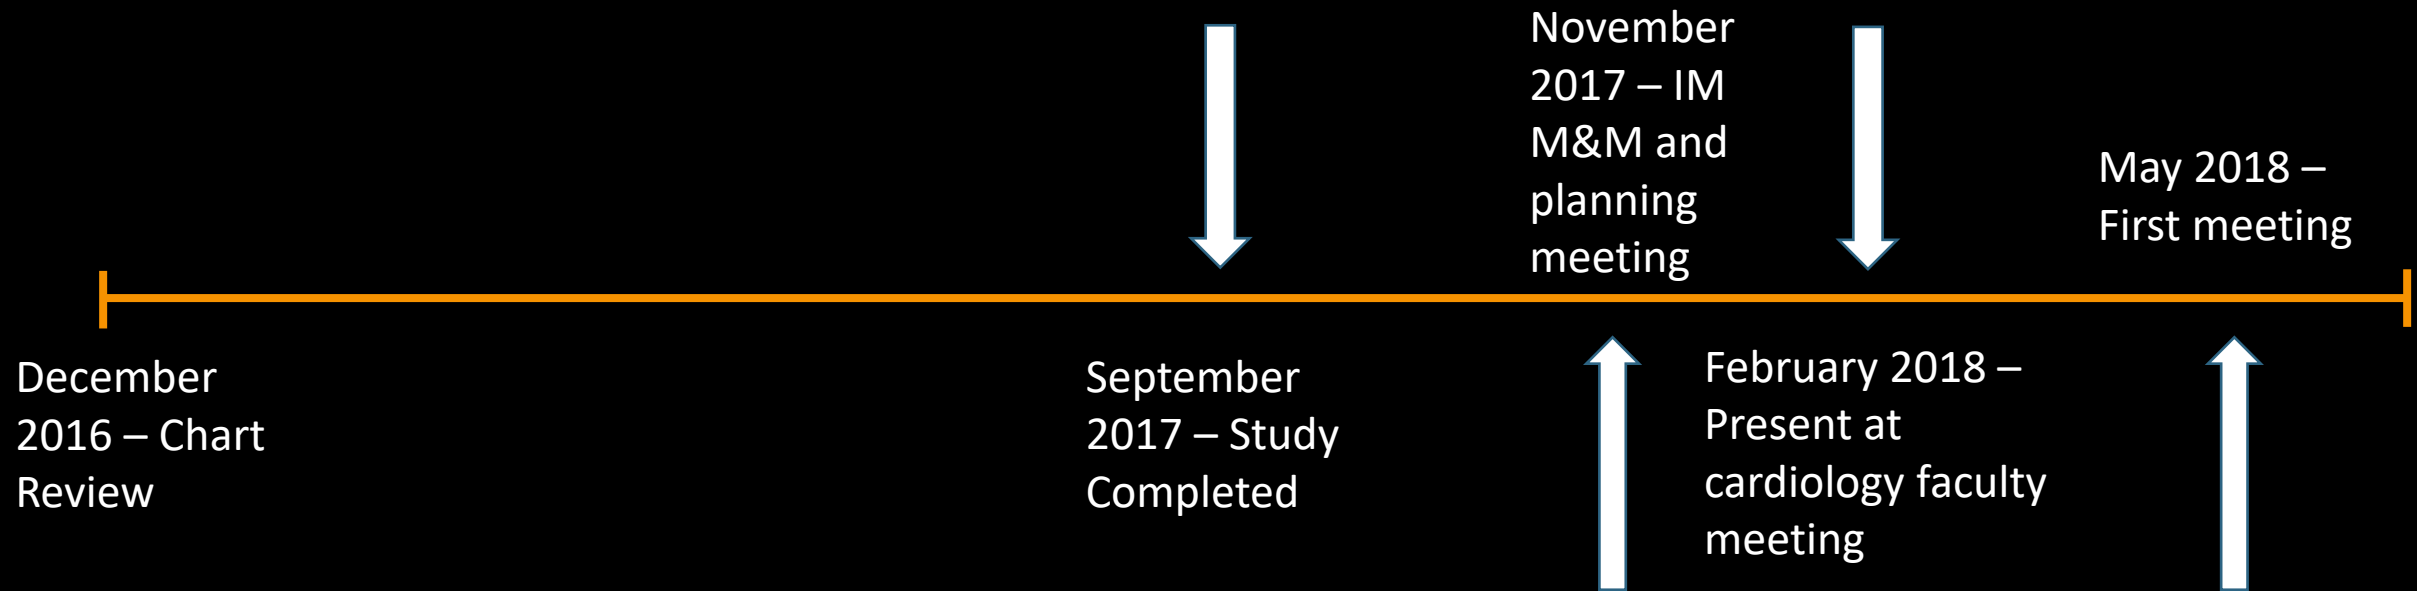 December
2016 – Chart
Review
September
2017 – Study
Completed
November
2017 – IM
M&M and
planning
meeting
February 2018 –
Present at
cardiology faculty
meeting
May 2018 –
First meeting